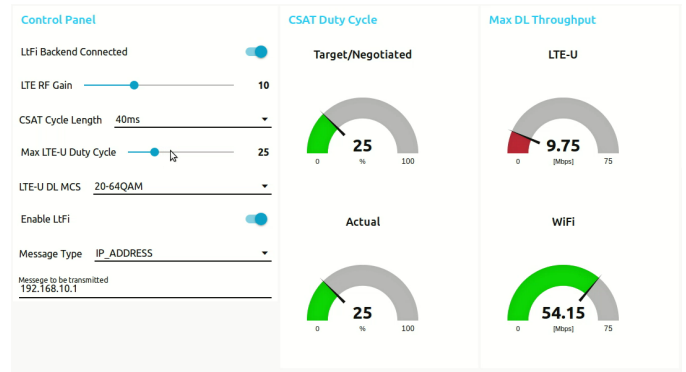 Control Panel
LtFi Backend Connected
LTE RF Gain 10
CSAT Cycle Length 40ms
Max LTE-U Duty Cycle 25
LTE-U DL MCS 20-64QAM
Enable LtFi
Message Type IP_ADDRESS
Messege to be transmitted
192.168.10.1
CSAT Duty Cycle
Target/Negotiated
25
0 % 100
Actual
25
0 % 100
Max DL Throughput
LTE-U
9.75
0 [Mbps] 75
WiFi
54.15
0 [Mbps] 75